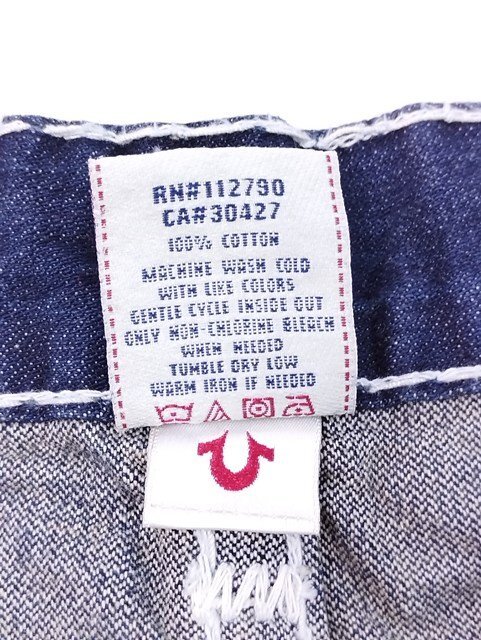 RN#112790
CA#30427
100% COTTON
MACHINE WASH COLD
WITH LIKE COLORS
GENTLE CYCLE INSIDE OUT
ONLY NON-CHLORINE BLEACH
WHEN NEEDED
TUMBLE DRY LOW
WARM IRON IF NEEDED